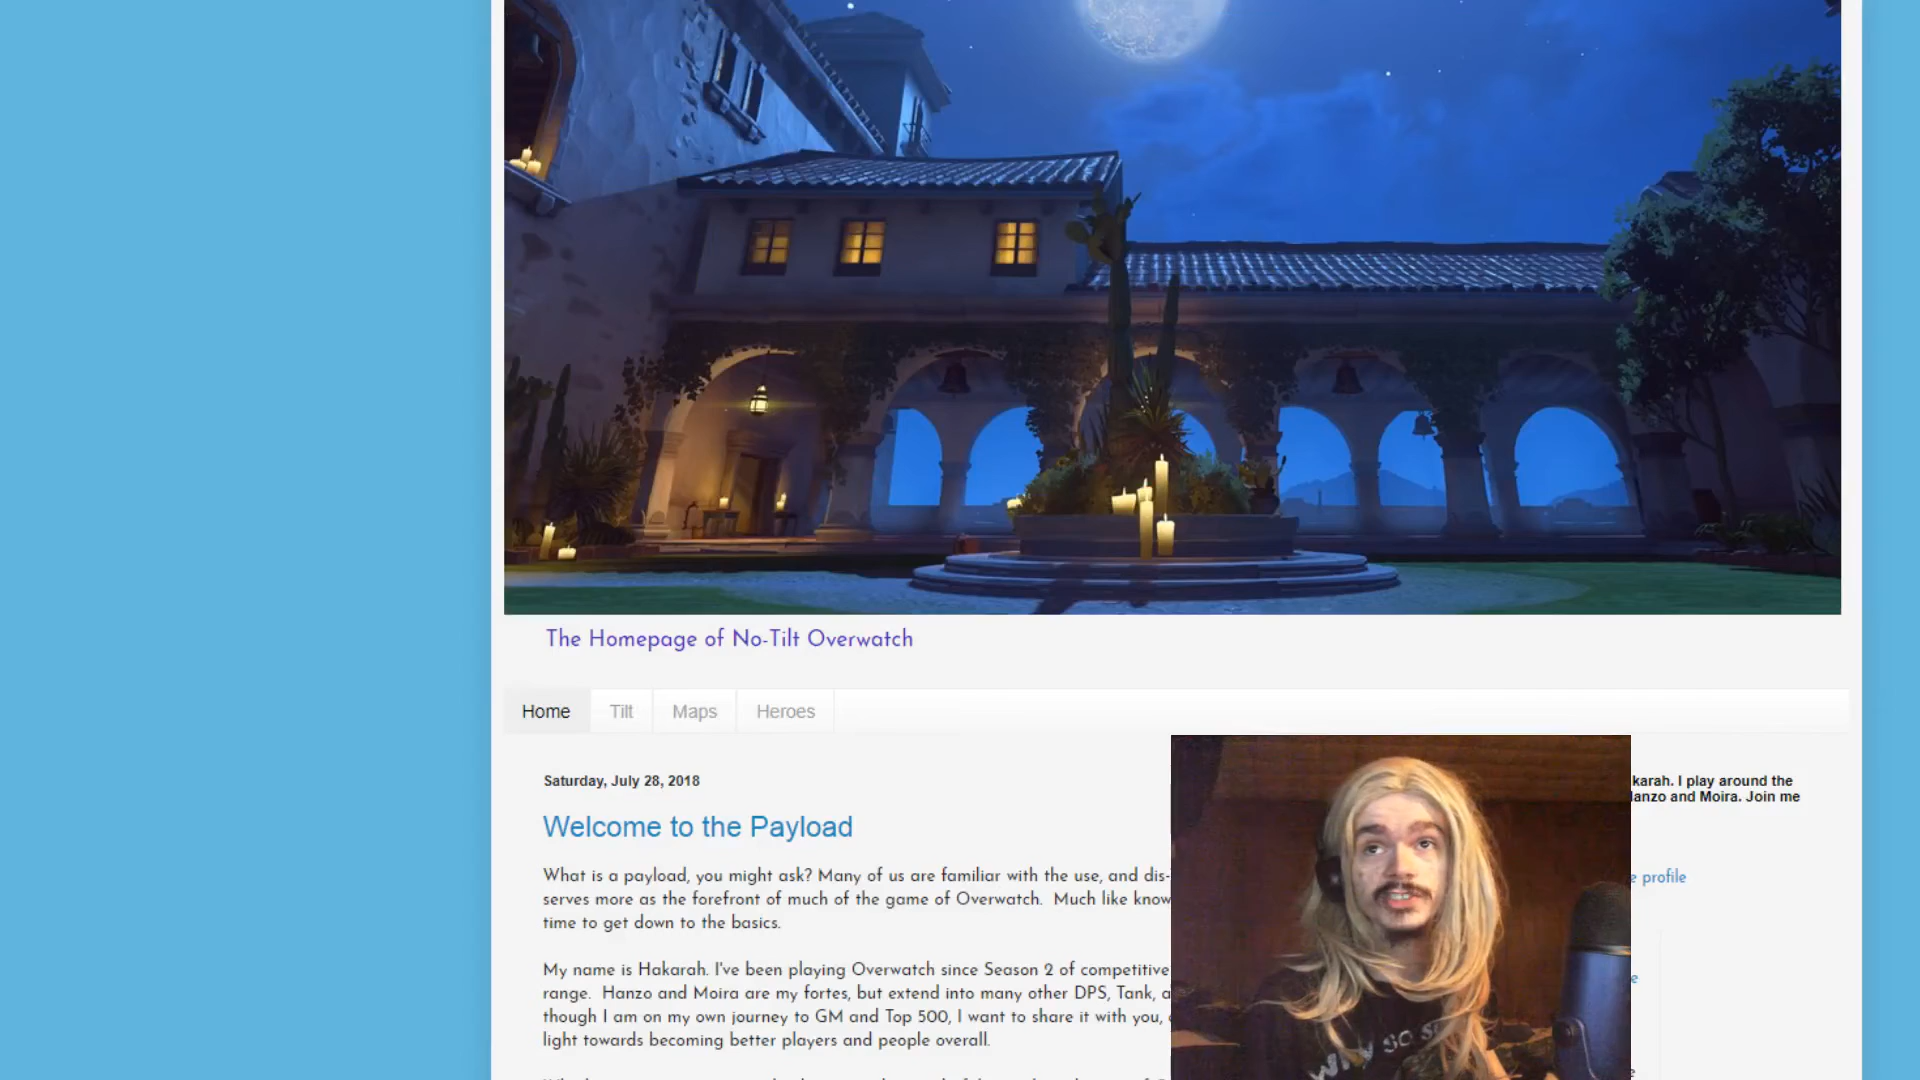 The Homepage of No-Tilt Overwatch
Home
Tilt
Maps
Heroes
Saturday, July 28, 2018
Welcome to the Payload
What is a payload, you might ask? Many of us are familiar with the use, and dis-
serves more as the forefront of much of the game of Overwatch. Much like know
time to get down to the basics.
My name is Hakarah. I've been playing Overwatch since Season 2 of competitive
range. Hanzo and Moira are my fortes, but extend into many other DPS, Tank, a
though I am on my own journey to GM and Top 500, I want to share it with you,
light towards becoming better players and people overall.
karah. I play around the
Hanzo and Moira. Join me
e profile